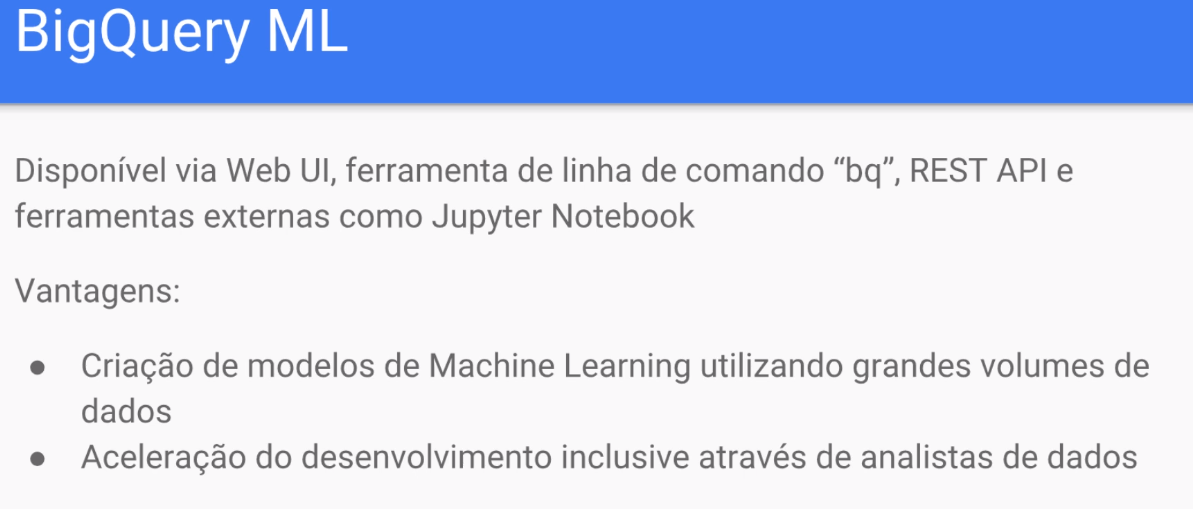 BigQuery ML
Disponível via Web UI, ferramenta de linha de comando “bq”, REST API e
ferramentas externas como Jupyter Notebook
Vantagens:
● Criação de modelos de Machine Learning utilizando grandes volumes de
dados
● Aceleração do desenvolvimento inclusive através de analistas de dados